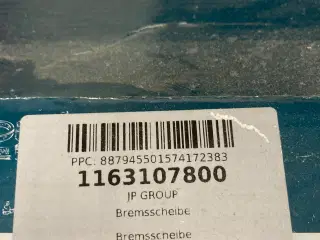 PPC: 887945501574172383
1163107800
JP GROUP
Bremsscheibe
Bremsscheibe